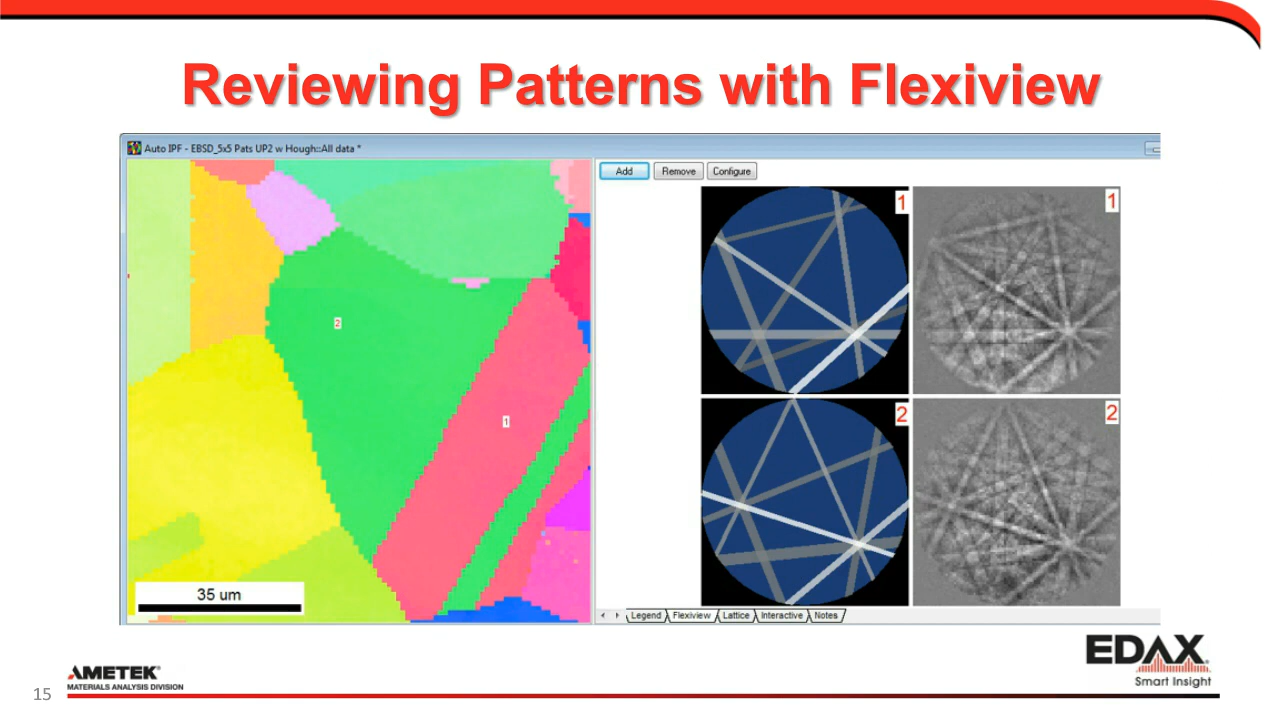 Reviewing Patterns with Flexiview
Auto IPF - EBSD_5x5 Pats UP2 w Hough::All data *
Add Remove Configure
1 1
2
1
2 2
35 um
Legend Flexiview Lattice Interactive Notes
AMETEK®
MATERIALS ANALYSIS DIVISION
15
EDAX
Smart Insight